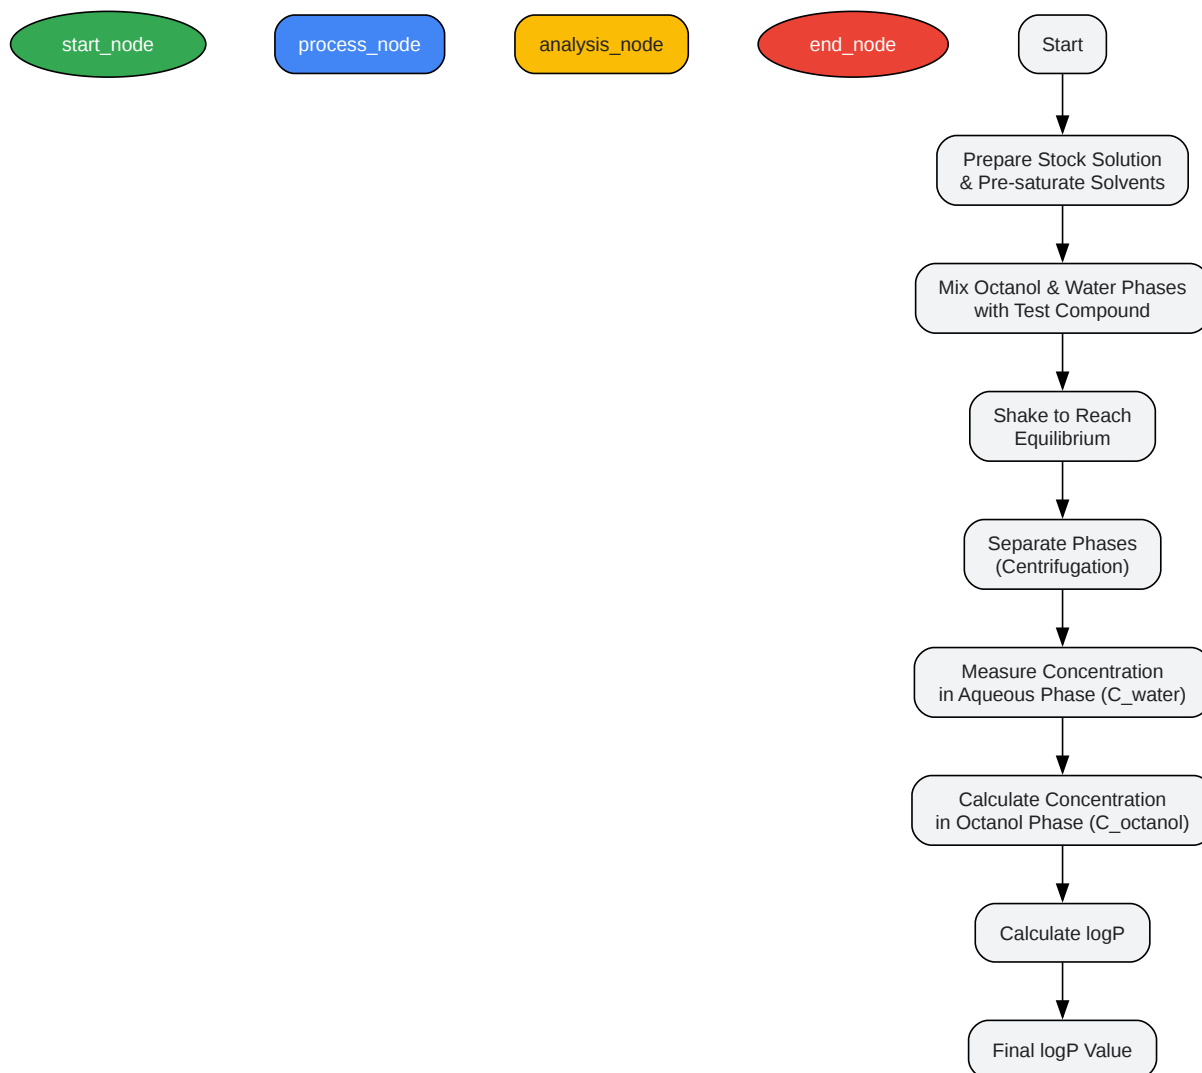 start_node
process_node
analysis_node
end_node
Start
Prepare Stock Solution
& Pre-saturate Solvents
Mix Octanol & Water Phases
with Test Compound
Shake to Reach
Equilibrium
Separate Phases
(Centrifugation)
Measure Concentration
in Aqueous Phase (C_water)
Calculate Concentration
in Octanol Phase (C_octanol)
Calculate logP
Final logP Value